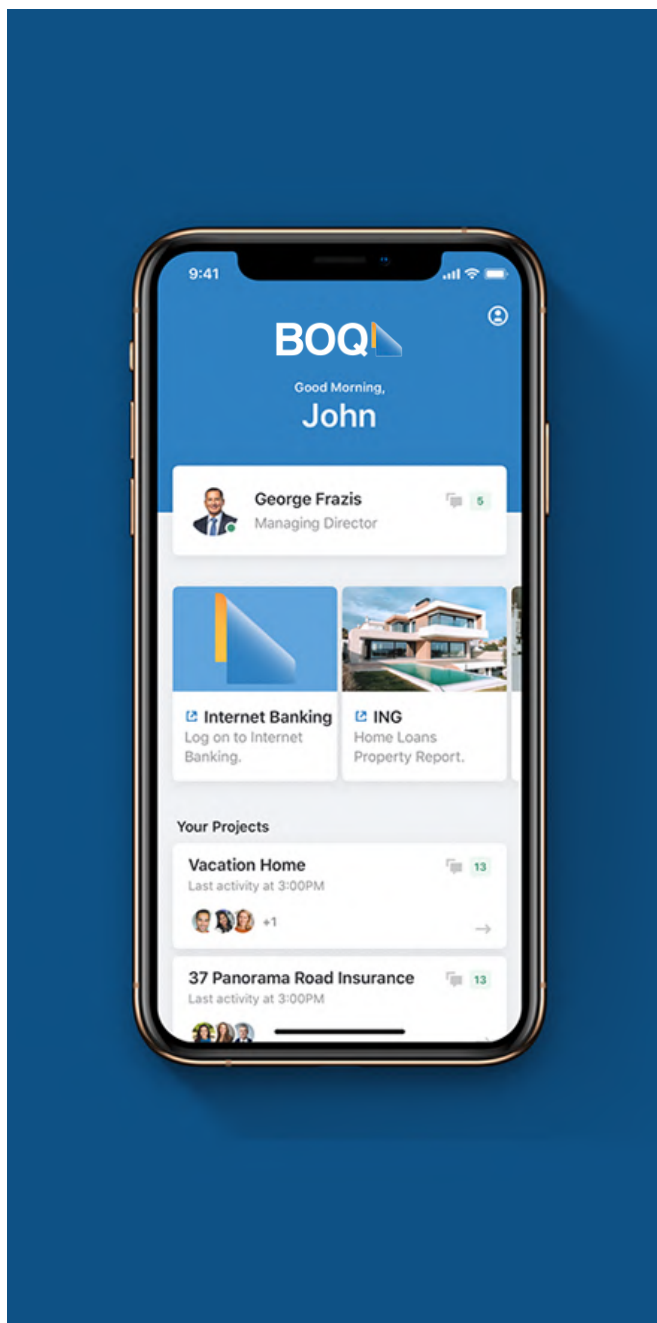 9:41
BOQ
Good Morning,
John
George Frazis
5
Managing Director
Internet Banking
Log on to Internet
Banking.
ING
Home Loans
Property Report.
Your Projects
Vacation Home
13
Last activity at 3:00PM
+1
37 Panorama Road Insurance
13
Last activity at 3:00PM